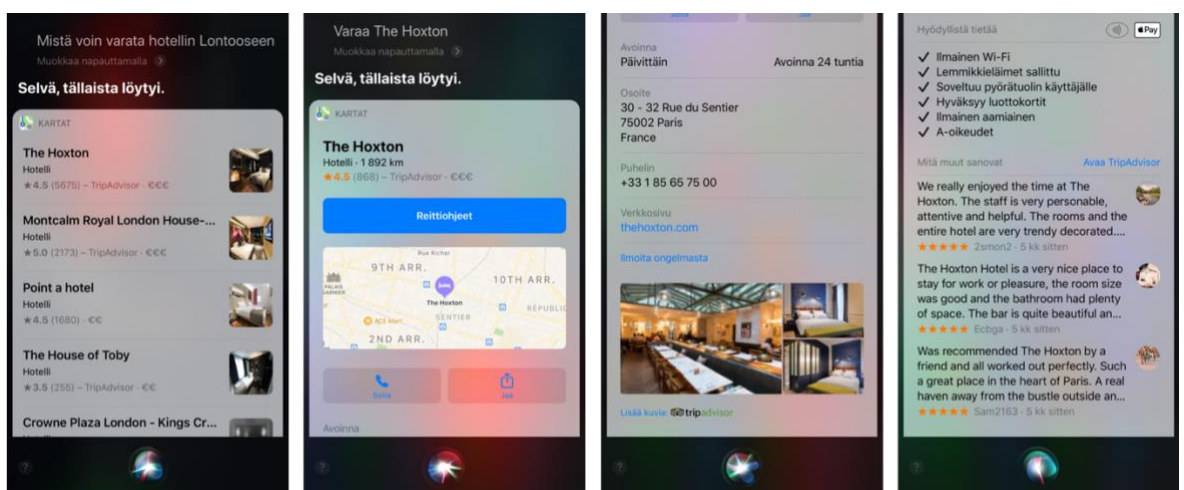 Mistä voin varata hotellin Lontooseen
Muokkaa napauttamalla
Selvä, tällaista löytyi.
KARTAT
The Hoxton
Hotelli
★4.5 (5675) – TripAdvisor · €€€
Montcalm Royal London House-...
Hotelli
★5.0 (2173) – TripAdvisor · €€€
Point a hotel
Hotelli
★4.5 (1680) · €€
The House of Toby
Hotelli
★3.5 (255) – TripAdvisor · €€
Crowne Plaza London - Kings Cr...
?
Varaa The Hoxton
Muokkaa napauttamalla
Selvä, tällaista löytyi.
KARTAT
The Hoxton
Hotelli · 1 892 km
★4.5 (868) – TripAdvisor · €€€
Reittiohjeet
Rue Richer
9TH ARR.
10TH ARR.
PALAIS
GARNIER
The Hoxton
RÉPUBLIC
SENTIER
2ND ARR.
Soita
Jaa
Avoinna
?
Soita
Jaa
Avoinna
Päivittäin Avoinna 24 tuntia
Osoite
30 - 32 Rue du Sentier
75002 Paris
France
Puhelin
+33 1 85 65 75 00
Verkkosivu
thehoxton.com
Ilmoita ongelmasta
Lisää kuvia: tripadvisor
?
Hyödyllistä tietää
Pay
✓ Ilmainen Wi-Fi
✓ Lemmikkieläimet sallittu
✓ Soveltuu pyörätuolin käyttäjälle
✓ Hyväksyy luottokortit
✓ Ilmainen aamiainen
✓ A-oikeudet
Mitä muut sanovat Avaa TripAdvisor
We really enjoyed the time at The
Hoxton. The staff is very personable,
attentive and helpful. The rooms and the
entire hotel are very trendy decorated....
★★★★★ 2smon2 · 5 kk sitten
The Hoxton Hotel is a very nice place to
stay for work or pleasure, the room size
was good and the bathroom had plenty
of space. The bar is quite beautiful an...
★★★★★ Ecbga · 5 kk sitten
Was recommended The Hoxton by a
friend and all worked out perfectly. Such
a great place in the heart of Paris. A real
haven away from the bustle outside an...
★★★★★ Sam2163 · 5 kk sitten
?